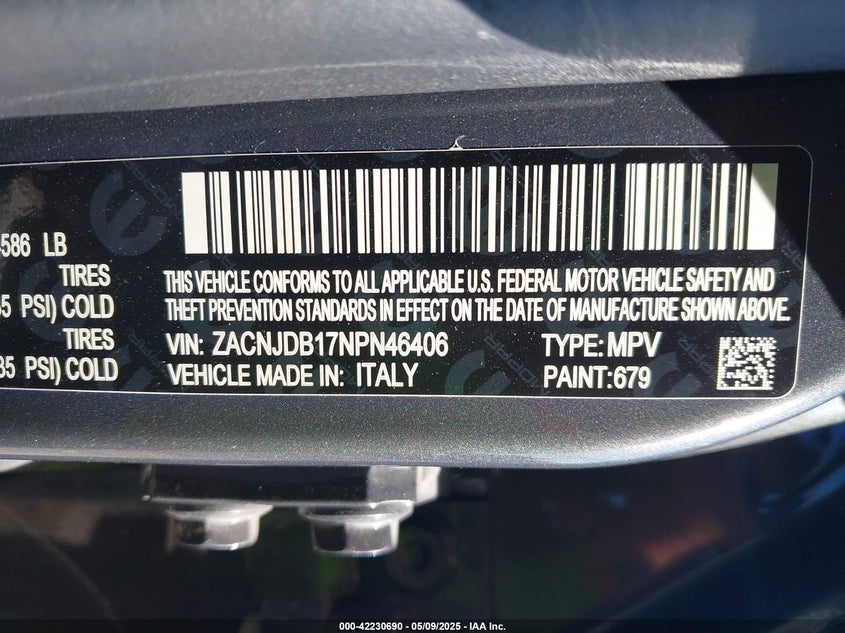 586 LB
TIRES
35 PSI) COLD
TIRES
35 PSI) COLD
THIS VEHICLE CONFORMS TO ALL APPLICABLE U.S. FEDERAL MOTOR VEHICLE SAFETY AND
THEFT PREVENTION STANDARDS IN EFFECT ON THE DATE OF MANUFACTURE SHOWN ABOVE.
VIN: ZACNJDB17NPN46406 TYPE: MPV
VEHICLE MADE IN: ITALY PAINT:679
000-42230690 - 05/09/2025 - IAA Inc.